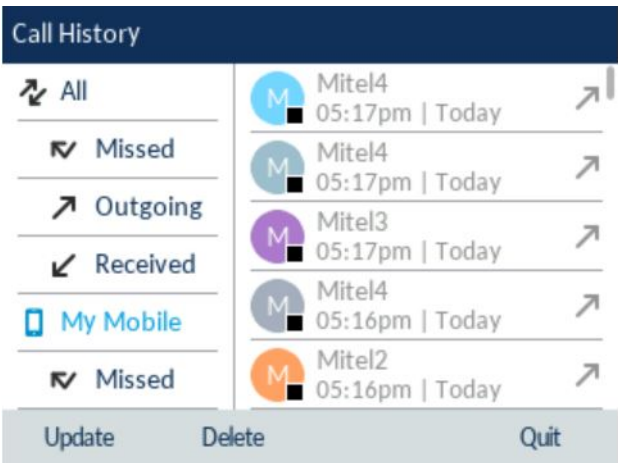 Call History
All
Missed
Outgoing
Received
My Mobile
Missed
M
Mitel4
05:17pm | Today
M
Mitel4
05:17pm | Today
M
Mitel3
05:17pm | Today
M
Mitel4
05:16pm | Today
M
Mitel2
05:16pm | Today
Update Delete Quit